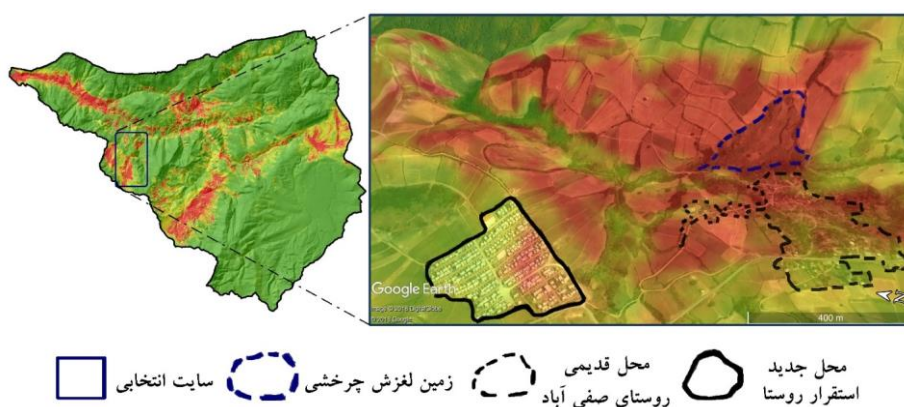 Google Earth
400 m
محل جدید
استقرار روستا
محل قدیمی
روستای صفی آباد
زمین لغزش چرخشی
سایت انتخابی